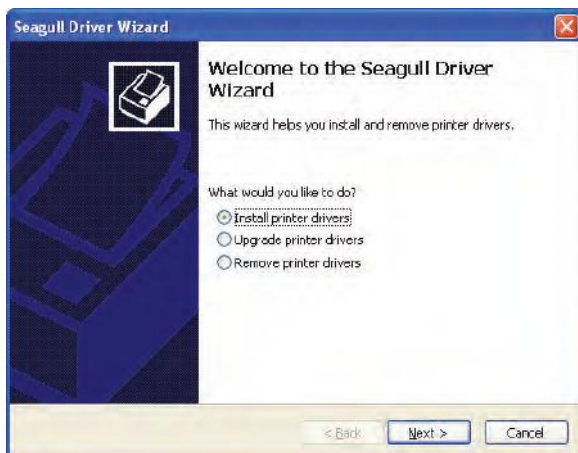 Seagull Driver Wizard
Welcome to the Seagull Driver
Wizard
This wizard helps you install and remove printer drivers.
What would you like to do?
Install printer drivers
Upgrade printer drivers
Remove printer drivers
< Back Next > Cancel